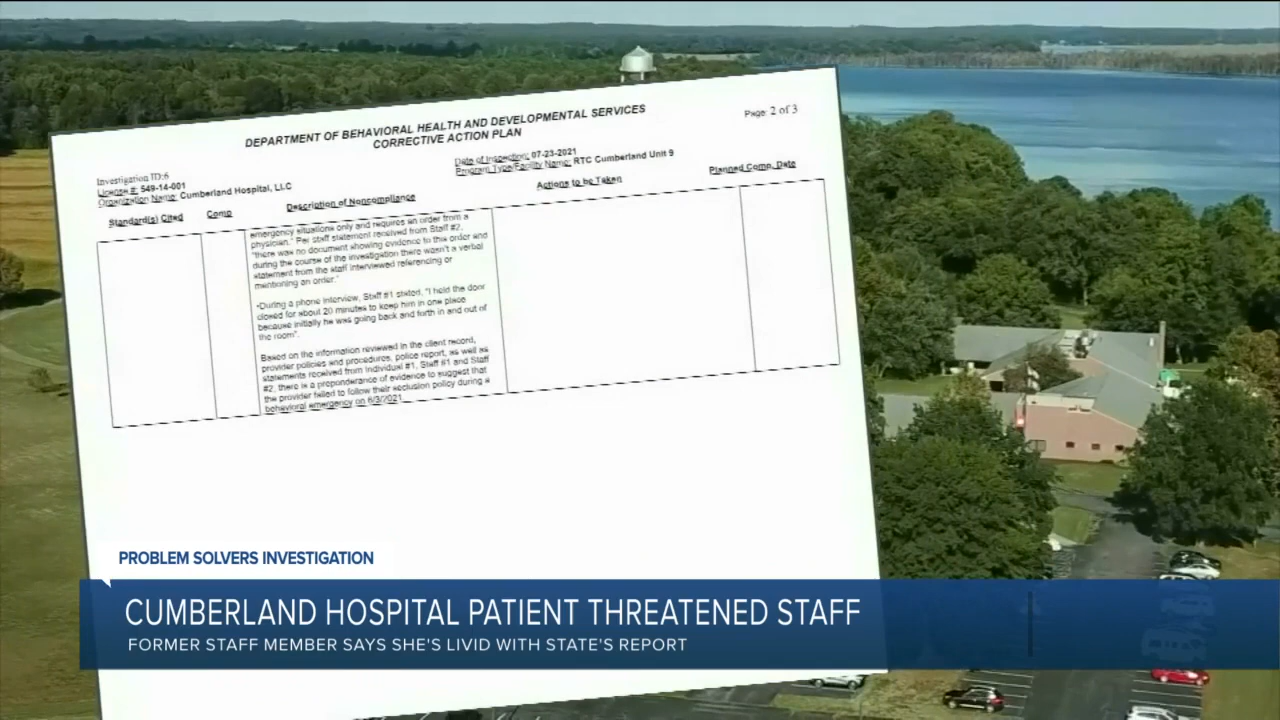 DEPARTMENT OF BEHAVIORAL HEALTH AND DEVELOPMENTAL SERVICES
CORRECTIVE ACTION PLAN
Page: 2 of 3
Investigation ID:6
License #: 549-14-001
Organization Name: Cumberland Hospital, LLC
Date of Inspection: 07-23-2021
Program Type/Facility Name: RTC Cumberland Unit 9
Standard(s) Cited Comp Description of Noncompliance Actions to be Taken Planned Comp. Date
emergency situations only and requires an order from a
physician." Per staff statement received from Staff #2,
"there was no document showing evidence to this order and
during the course of the investigation there wasn't a verbal
statement from the staff interviewed referencing or
mentioning an order."
•During a phone interview, Staff #1 stated, "I held the door
closed for about 20 minutes to keep him in one place
because initially he was going back and forth in and out of
the room".
Based on the information reviewed in the client record,
provider policies and procedures, police report, as well as
statements received from Individual #1, Staff #1 and Staff
#2, there is a preponderance of evidence to suggest that
the provider failed to follow their seclusion policy during a
behavioral emergency on 6/3/2021
PROBLEM SOLVERS INVESTIGATION
CUMBERLAND HOSPITAL PATIENT THREATENED STAFF
FORMER STAFF MEMBER SAYS SHE'S LIVID WITH STATE'S REPORT